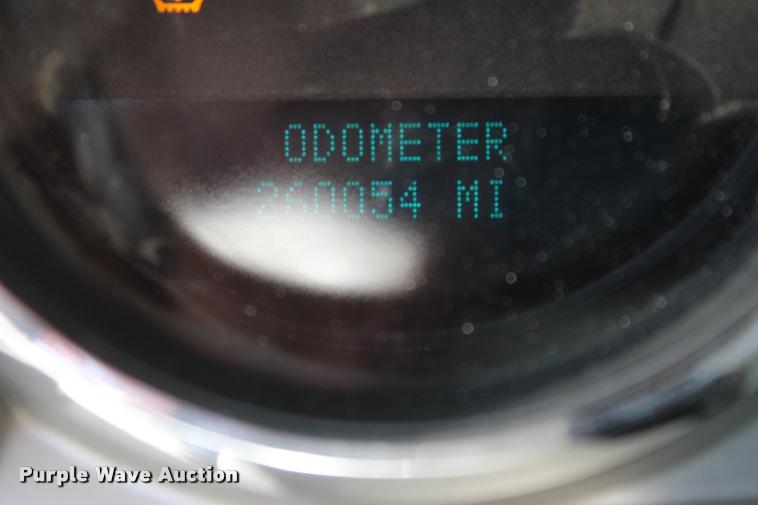 ODOMETER
260054 MI
Purple Wave Auction